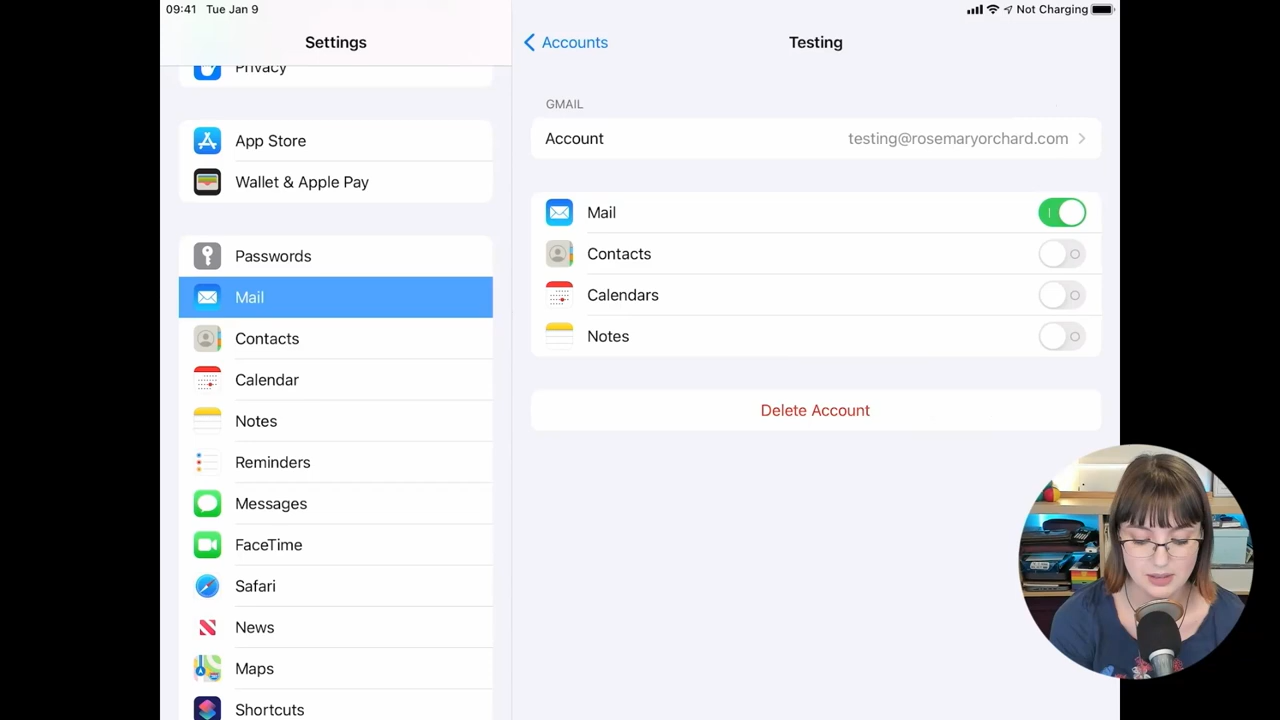 09:41 Tue Jan 9
Not Charging
Settings
Accounts
Testing
Privacy
App Store
Wallet & Apple Pay
Passwords
Mail
Contacts
Calendar
Notes
Reminders
Messages
FaceTime
Safari
News
Maps
Shortcuts
GMAIL
Account testing@rosemaryorchard.com
Mail
Contacts
Calendars
Notes
Delete Account